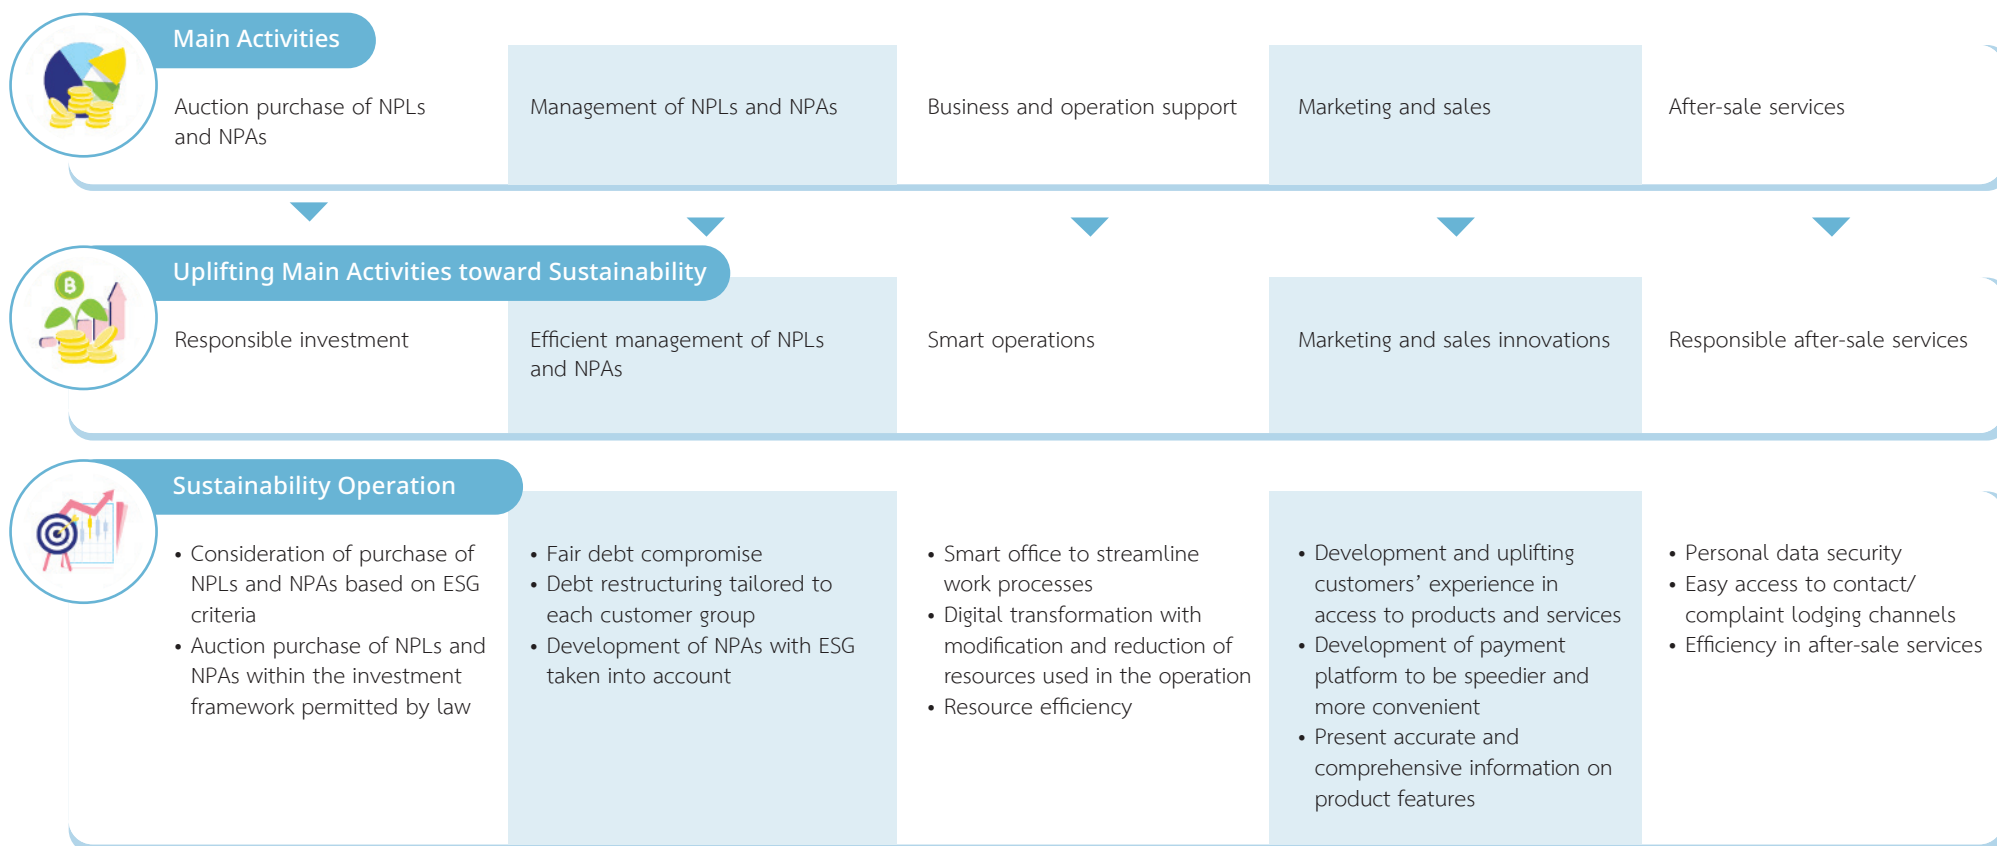 Main Activities
Auction purchase of NPLs
and NPAs
Management of NPLs and NPAs
Business and operation support
Marketing and sales
After-sale services
Uplifting Main Activities toward Sustainability
Responsible investment
Efficient management of NPLs
and NPAs
Smart operations
Marketing and sales innovations
Responsible after-sale services
Sustainability Operation
• Consideration of purchase of
NPLs and NPAs based on ESG
criteria
• Auction purchase of NPLs and
NPAs within the investment
framework permitted by law
• Fair debt compromise
• Debt restructuring tailored to
each customer group
• Development of NPAs with ESG
taken into account
• Smart office to streamline
work processes
• Digital transformation with
modification and reduction of
resources used in the operation
• Resource efficiency
• Development and uplifting
customers’ experience in
access to products and services
• Development of payment
platform to be speedier and
more convenient
• Present accurate and
comprehensive information on
product features
• Personal data security
• Easy access to contact/
complaint lodging channels
• Efficiency in after-sale services